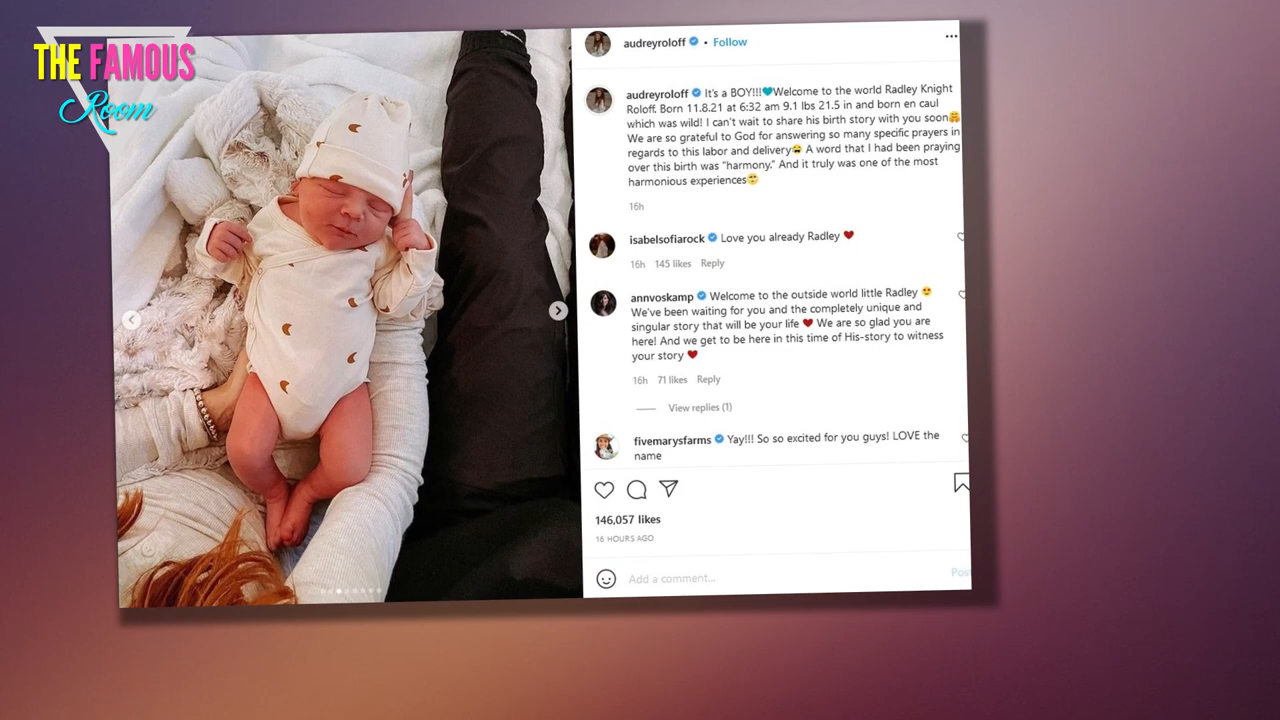 THE FAMOUS
Room
audreyroloff • Follow
audreyroloff It's a BOY!!!🩵Welcome to the world Radley Knight
Roloff. Born 11.8.21 at 6:32 am 9.1 lbs 21.5 in and born en caul
which was wild! I can't wait to share his birth story with you soon🤗
We are so grateful to God for answering so many specific prayers in
regards to this labor and delivery😭 A word that I had been praying
over this birth was "harmony." And it truly was one of the most
harmonious experiences😇
16h
isabelsofiarock Love you already Radley ❤️
16h 145 likes Reply
annvoskamp Welcome to the outside world little Radley 😍
We've been waiting for you and the completely unique and
singular story that will be your life ❤️ We are so glad you are
here! And we get to be here in this time of His-story to witness
your story ❤️
16h 71 likes Reply
View replies (1)
fivemarysfarms Yay!!! So so excited for you guys! LOVE the
name
146,057 likes
16 HOURS AGO
Add a comment...
Post